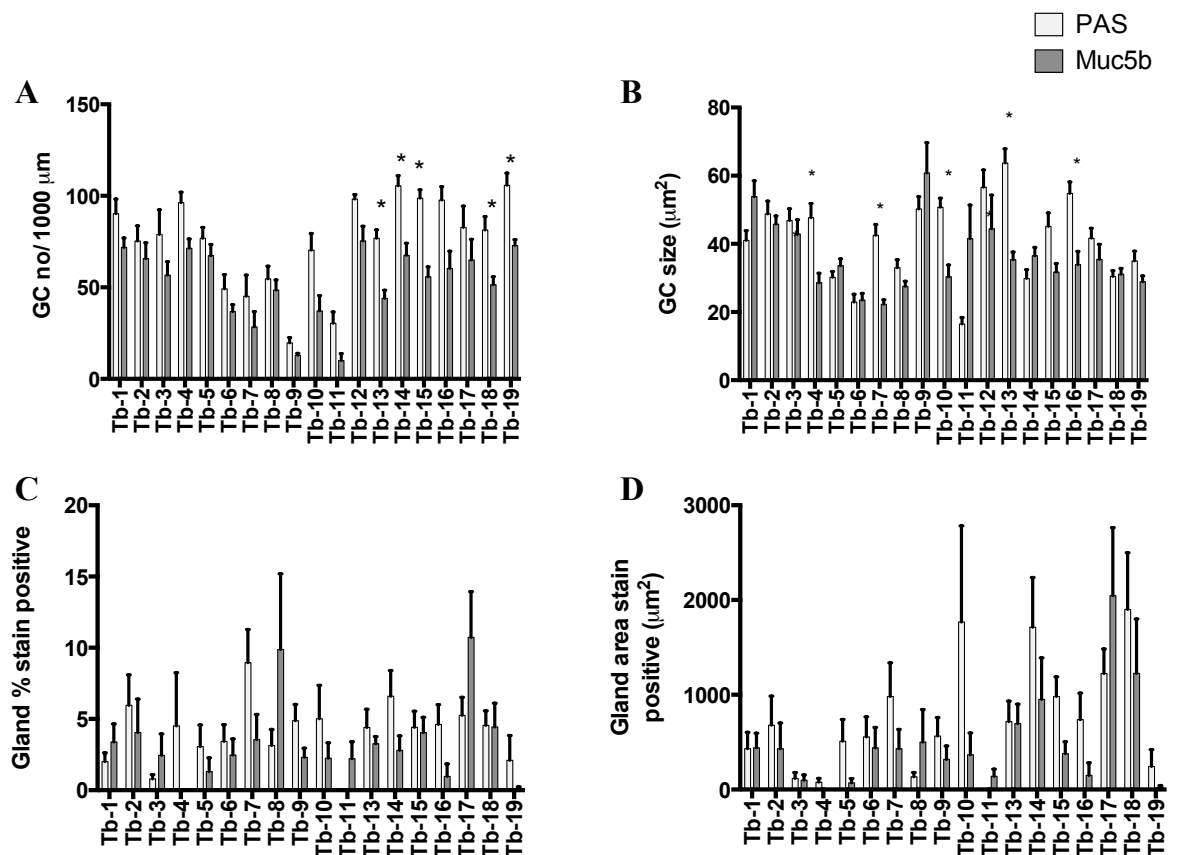 PAS
Muc5b
A
GC no/ 1000 µm
150
100
50
0
* * * * *
Tb-1 Tb-2 Tb-3 Tb-4 Tb-5 Tb-6 Tb-7 Tb-8 Tb-9 Tb-10 Tb-11 Tb-12 Tb-13 Tb-14 Tb-15 Tb-16 Tb-17 Tb-18 Tb-19
B
GC size (µm²)
80
60
40
20
0
* * * * * * *
Tb-1 Tb-2 Tb-3 Tb-4 Tb-5 Tb-6 Tb-7 Tb-8 Tb-9 Tb-10 Tb-11 Tb-12 Tb-13 Tb-14 Tb-15 Tb-16 Tb-17 Tb-18 Tb-19
C
Gland % stain positive
20
15
10
5
0
Tb-1 Tb-2 Tb-3 Tb-4 Tb-5 Tb-6 Tb-7 Tb-8 Tb-9 Tb-10 Tb-11 Tb-13 Tb-14 Tb-15 Tb-16 Tb-17 Tb-18 Tb-19
D
Gland area stain
positive (µm²)
3000
2000
1000
0
Tb-1 Tb-2 Tb-3 Tb-4 Tb-5 Tb-6 Tb-7 Tb-8 Tb-9 Tb-10 Tb-11 Tb-13 Tb-14 Tb-15 Tb-16 Tb-17 Tb-18 Tb-19